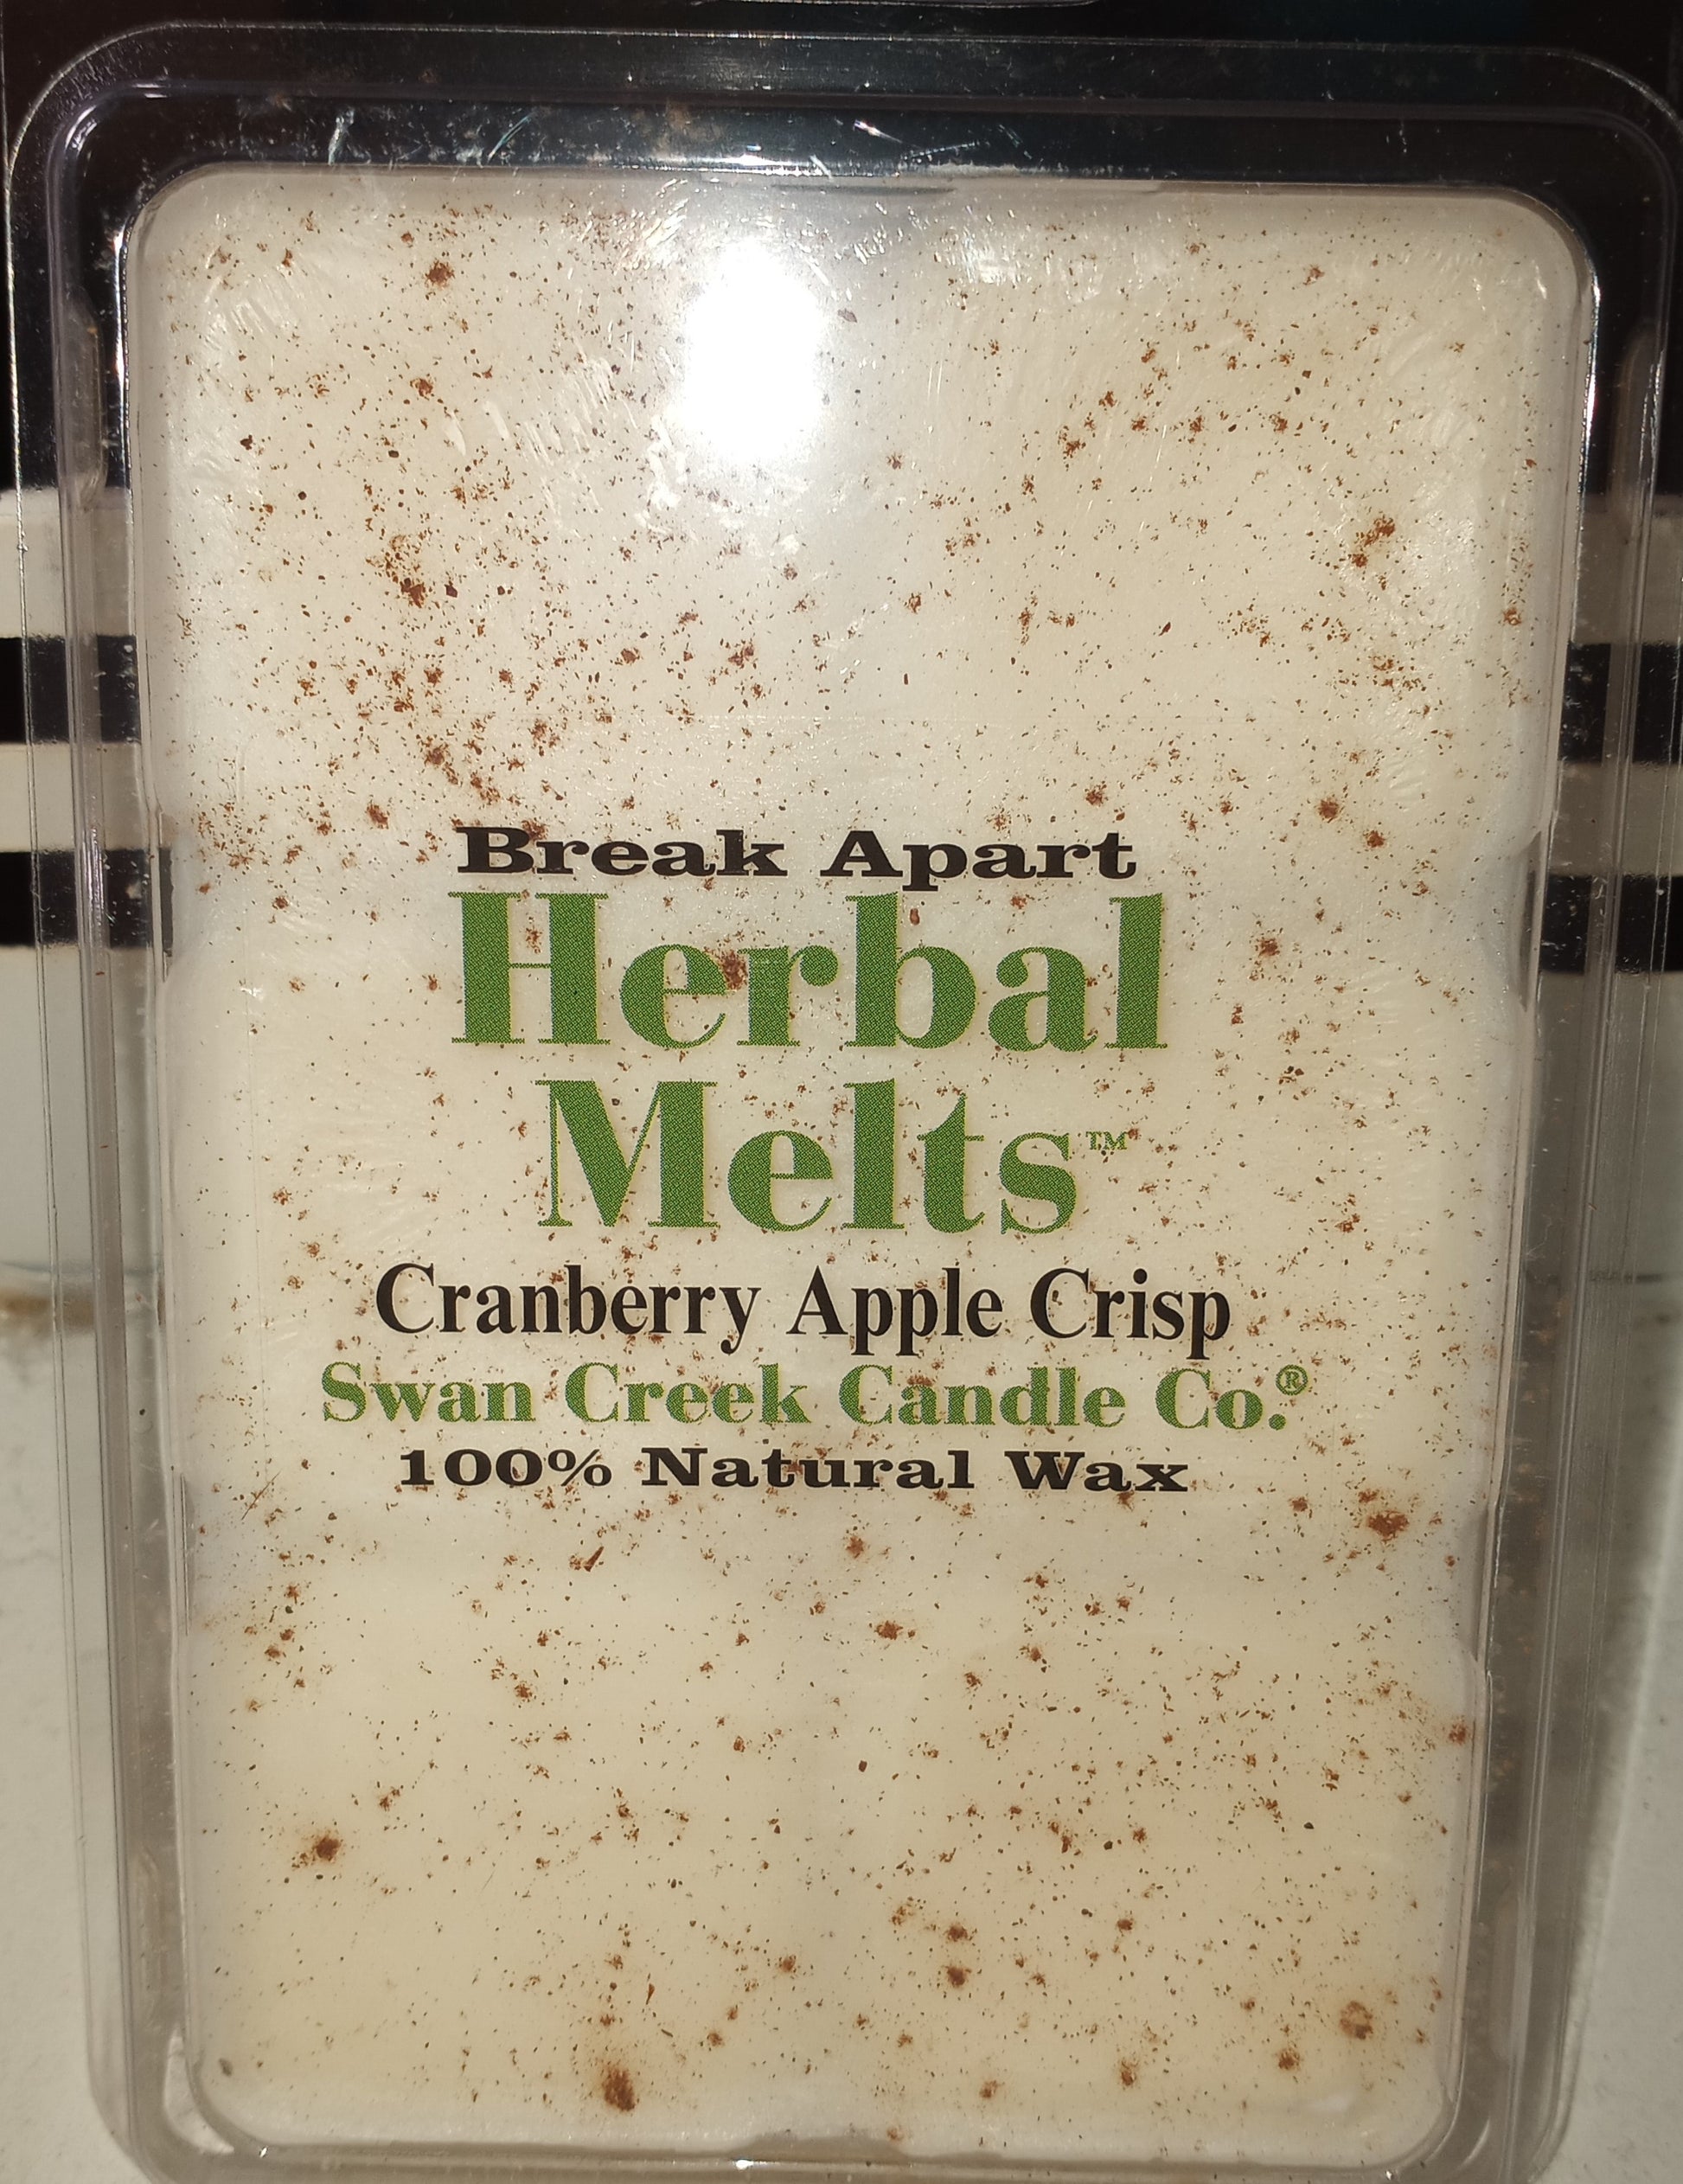 Break Apart
Herbal
Melts™
Cranberry Apple Crisp
Swan Creek Candle Co.®
100% Natural Wax